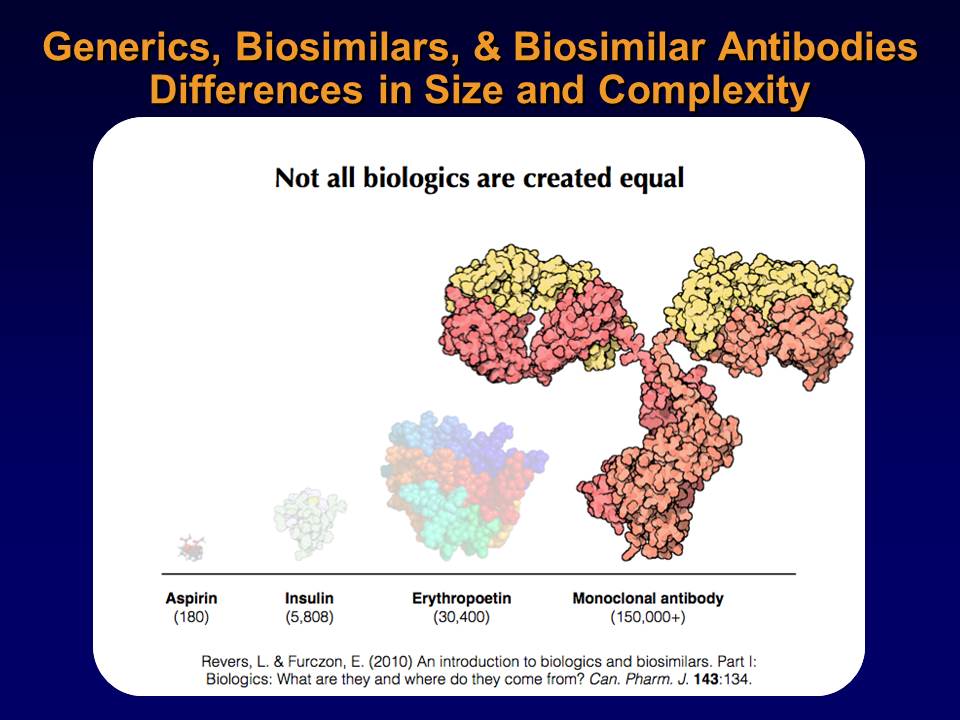 Generics, Biosimilars, & Biosimilar Antibodies
Differences in Size and Complexity
Not all biologics are created equal
Aspirin
(180)
Insulin
(5,808)
Erythropoetin
(30,400)
Monoclonal antibody
(150,000+)
Revers, L. & Furczon, E. (2010) An introduction to biologics and biosimilars. Part I:
Biologics: What are they and where do they come from? Can. Pharm. J. 143:134.